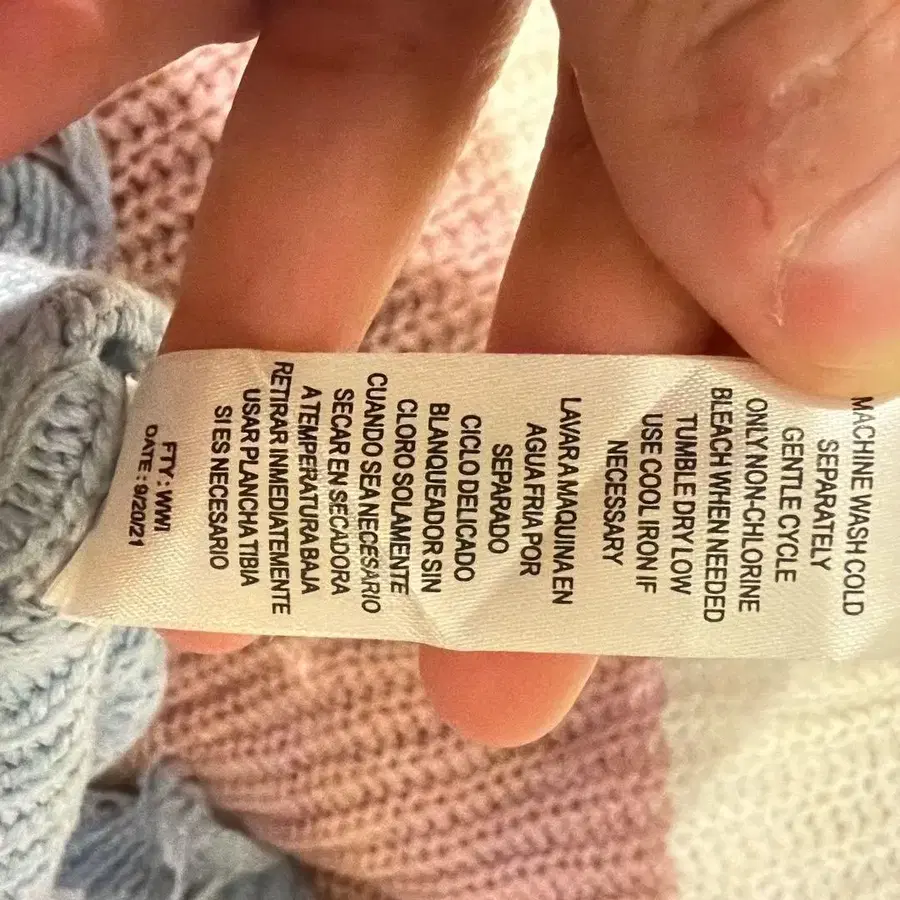 MACHINE WASH COLD
SEPARATELY
GENTLE CYCLE
ONLY NON-CHLORINE
BLEACH WHEN NEEDED
TUMBLE DRY LOW
USE COOL IRON IF
NECESSARY
LAVAR A MAQUINA EN
AGUA FRIA POR
SEPARADO
CICLO DELICADO
BLANQUEADOR SIN
CLORO SOLAMENTE
CUANDO SEA NECESARIO
SECAR EN SECADORA
A TEMPERATURA BAJA
RETIRAR INMEDIATEMENTE
USAR PLANCHA TIBIA
SI ES NECESARIO
FTY : WWI
DATE : 9/20/21